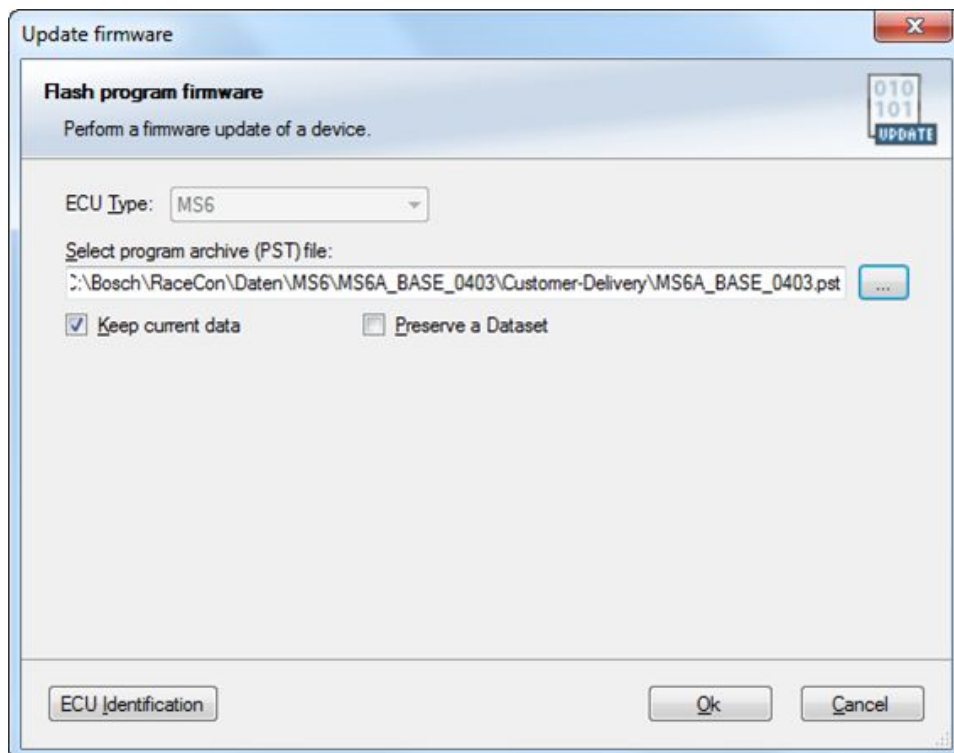 Update firmware
Flash program firmware
Perform a firmware update of a device.
010
101
UPDATE
ECU Type: MS6
Select program archive (PST) file:
C:\Bosch\RaceCon\Daten\MS6\MS6A_BASE_0403\Customer-Delivery\MS6A_BASE_0403.pst ...
Keep current data Preserve a Dataset
ECU Identification Ok Cancel